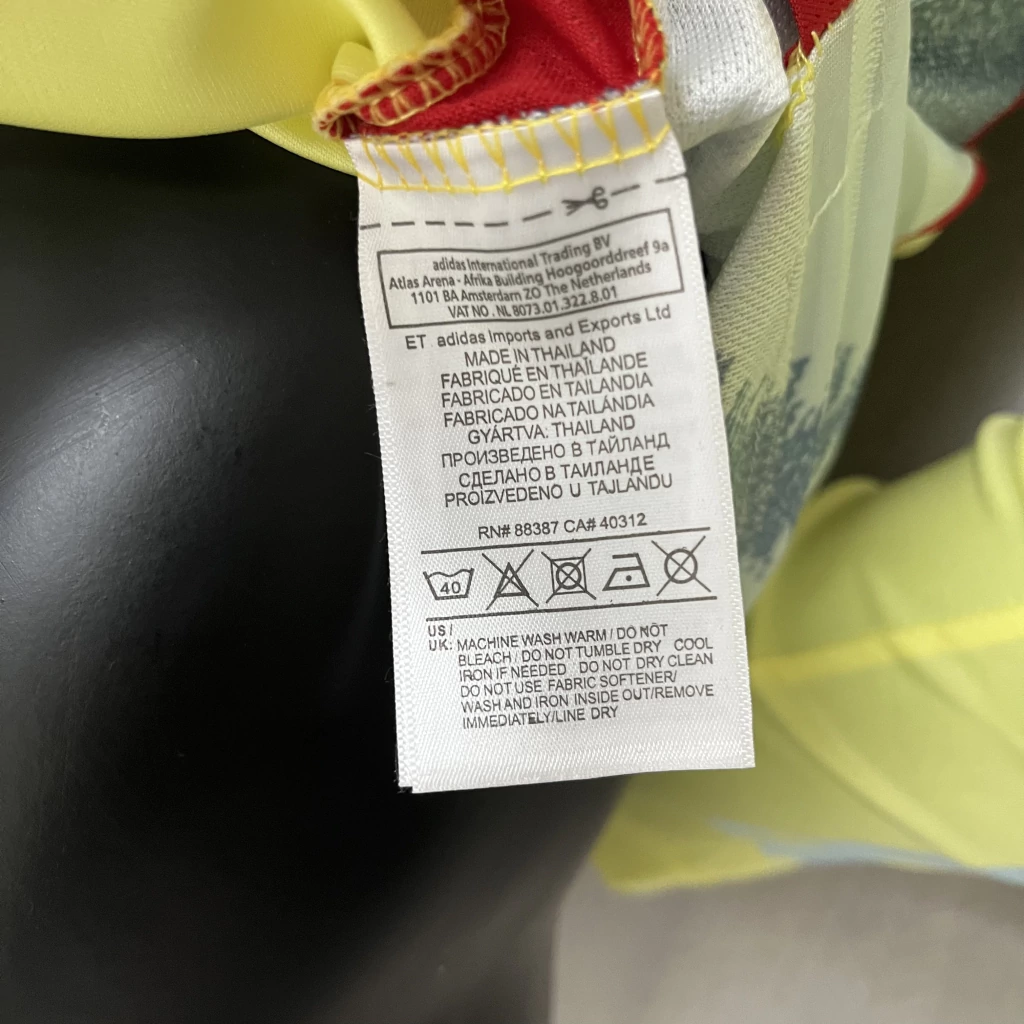 adidas International Trading BV
Atlas Arena - Afrika Building Hoogoorddreef 9a
1101 BA Amsterdam ZO The Netherlands
VAT NO . NL 8073.01.322.8.01
ET adidas Imports and Exports Ltd
MADE IN THAILAND
FABRIQUÉ EN THAÏLANDE
FABRICADO EN TAILANDIA
FABRICADO NA TAILÂNDIA
GYÁRTVA: THAILAND
ПРОИЗВЕДЕНО В ТАЙЛАНД
СДЕЛАНО В ТАИЛАНДЕ
PROIZVEDENO U TAJLANDU
RN# 88387 CA# 40312
40
US /
UK: MACHINE WASH WARM / DO NOT
BLEACH / DO NOT TUMBLE DRY COOL
IRON IF NEEDED DO NOT DRY CLEAN
DO NOT USE FABRIC SOFTENER/
WASH AND IRON INSIDE OUT/REMOVE
IMMEDIATELY/LINE DRY